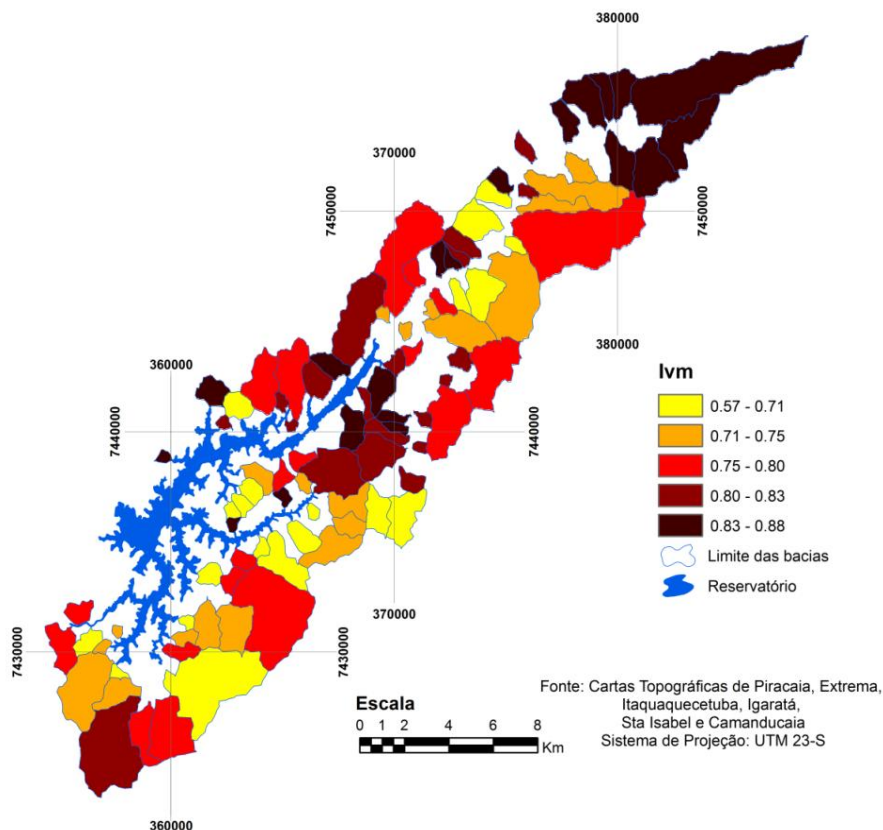 380000
370000
7450000
7450000
360000
380000
Ivm
0.57 - 0.71
0.71 - 0.75
0.75 - 0.80
0.80 - 0.83
0.83 - 0.88
Limite das bacias
Reservatório
7440000
7440000
370000
7430000
7430000
Escala
0 1 2 4 6 8
Km
Fonte: Cartas Topográficas de Piracaia, Extrema,
Itaquaquecetuba, Igaratá,
Sta Isabel e Camanducaia
Sistema de Projeção: UTM 23-S
360000